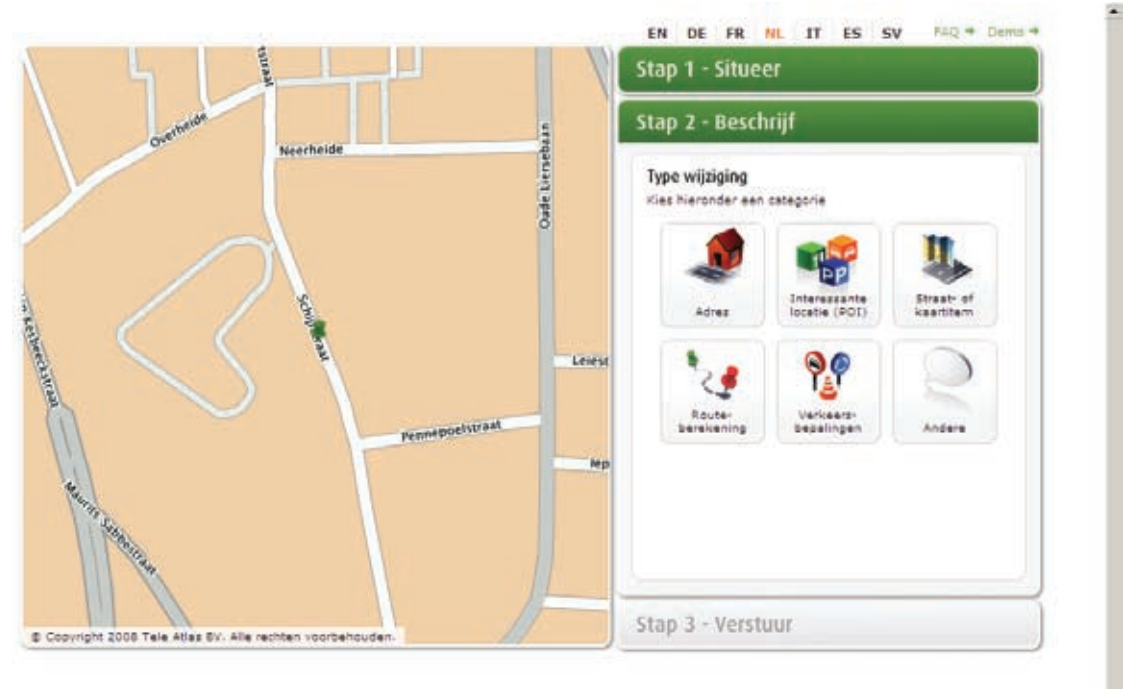 EN DE FR NL IT ES SV FAQ Demo
Stap 1 - Situeer
Stap 2 - Beschrijf
Type wijziging
Kies hieronder een categorie
Adres
Interessante
locatie (POI)
Straat- of
kaartitem
Route-
berekening
Verkeers-
bepalingen
Andere
Stap 3 - Verstuur
Overheide
Neerheide
Oude Liersebaan
Leiest
Pennepoelstraat
Iep
Maurits Sabbestraat
© Copyright 2008 Tele Atlas BV. Alle rechten voorbehouden.